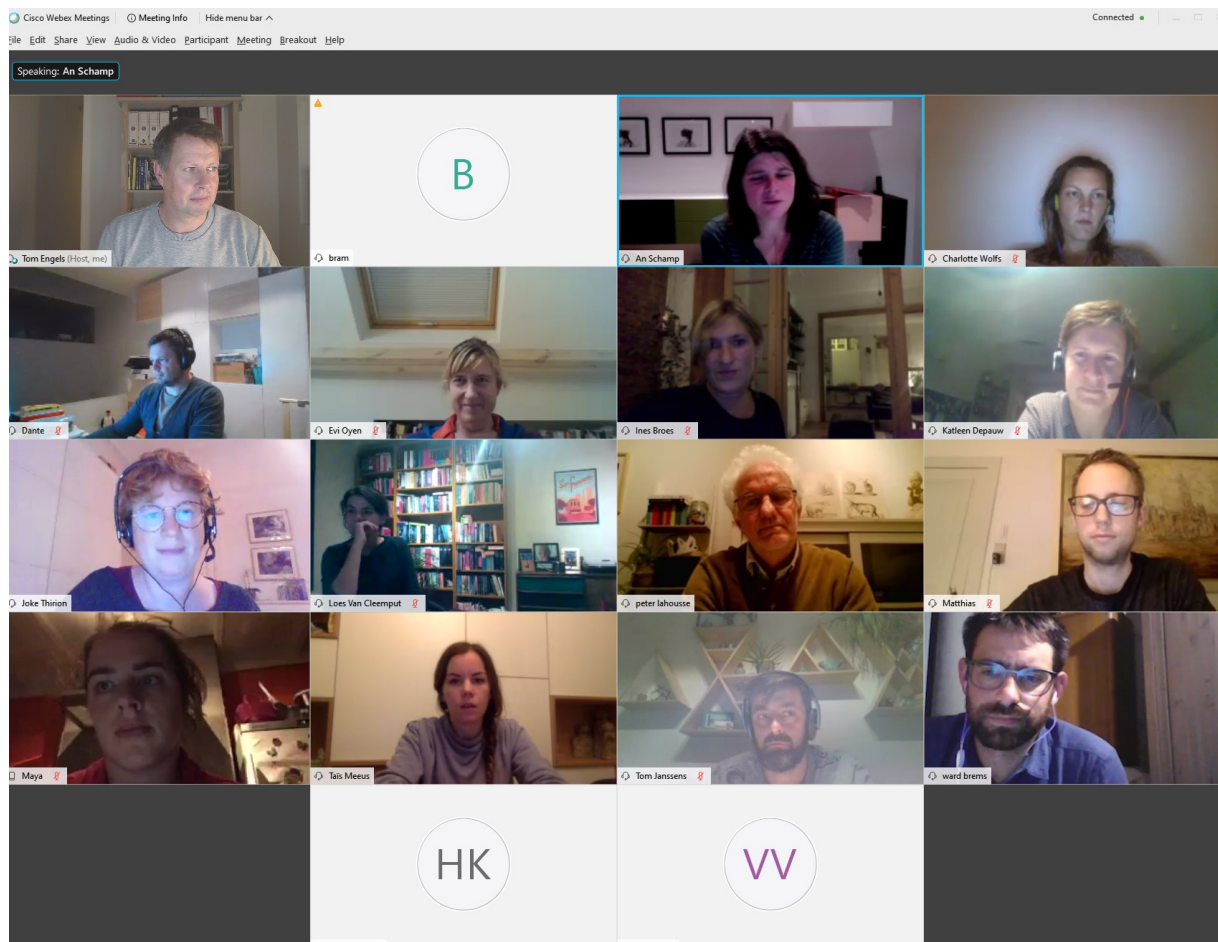 Cisco Webex Meetings Meeting Info Hide menu bar Connected
File Edit Share View Audio & Video Participant Meeting Breakout Help
Speaking: An Schamp
B
Tom Engels (Host, me)
bram
An Schamp
Charlotte Wolfs
Dante
Evi Oyen
Ines Broes
Katleen Depauw
Joke Thirion
Loes Van Cleemput
peter lahousse
Matthias
Maya
Taïs Meeus
Tom Janssens
ward brems
HK
VV